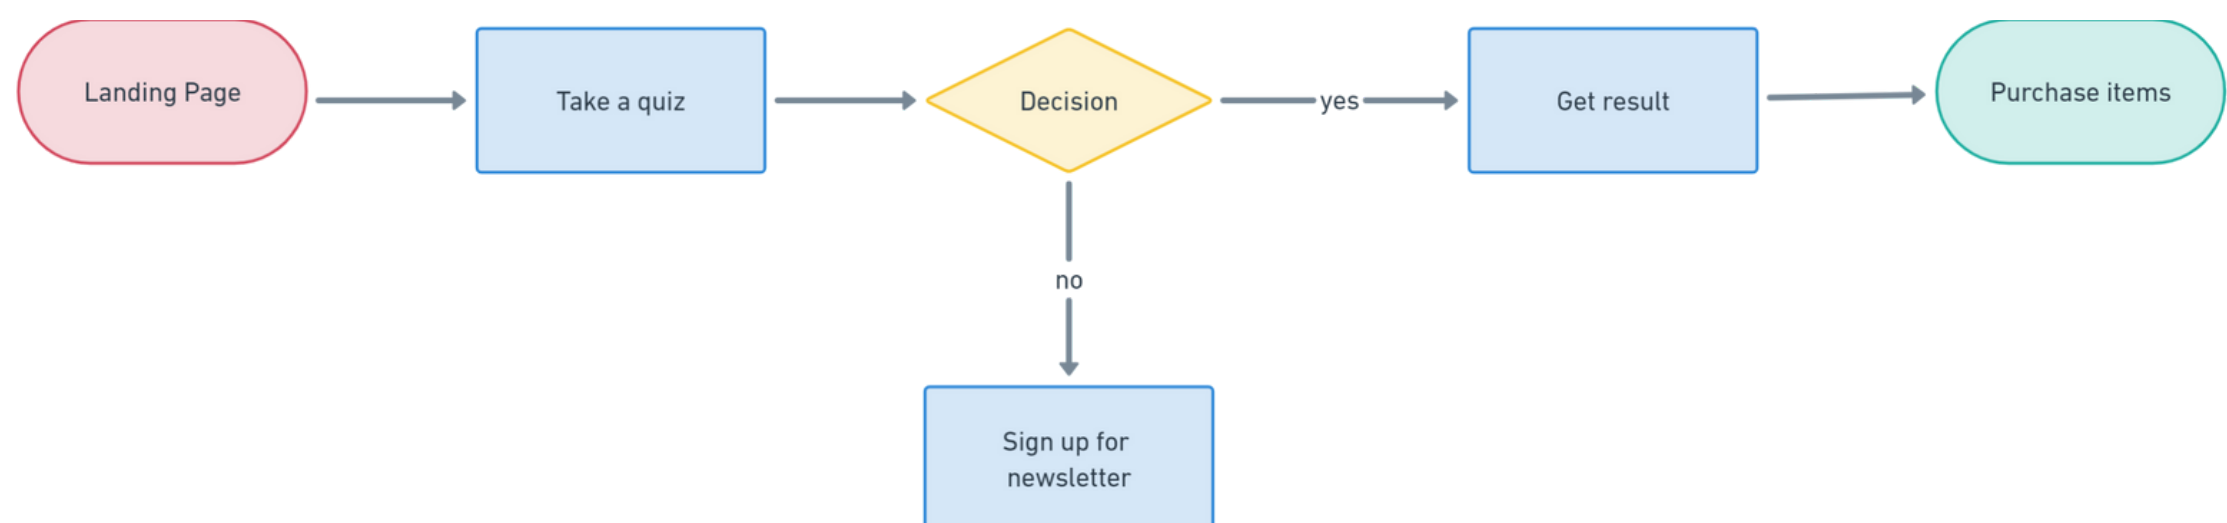 Landing Page
Take a quiz
Decision
yes
Get result
Purchase items
no
Sign up for
newsletter